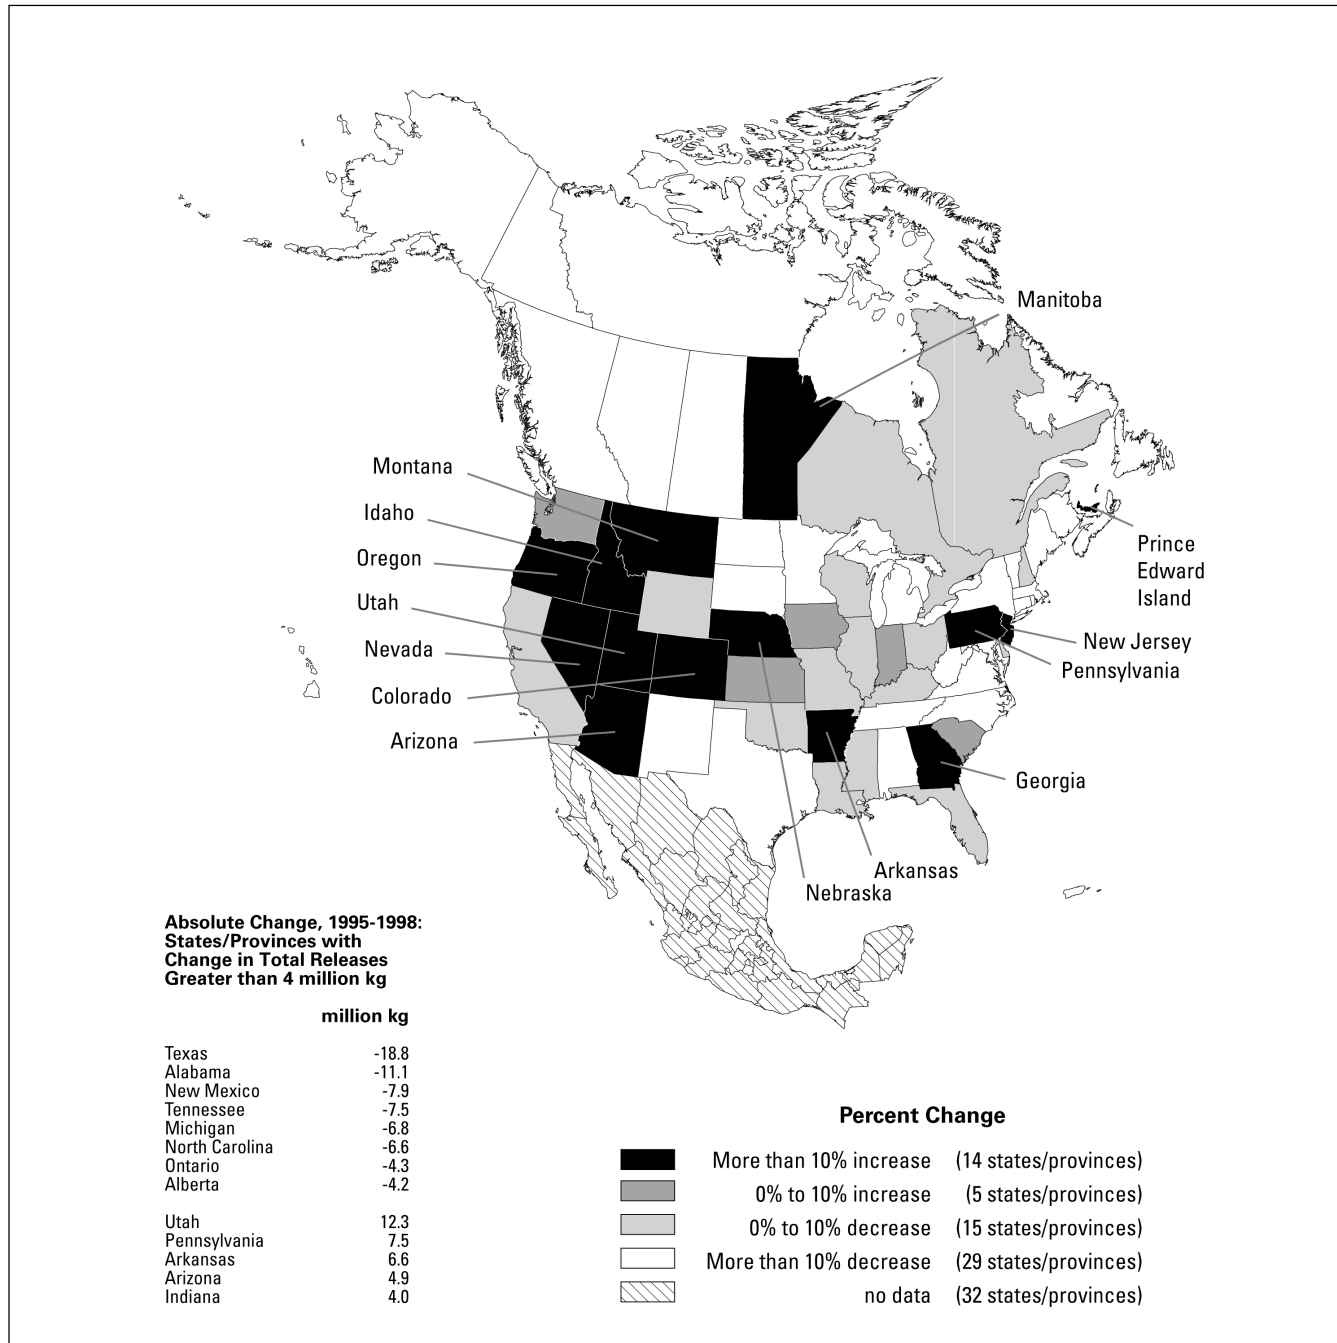 Manitoba
Montana
Idaho
Oregon
Utah
Nevada
Colorado
Arizona
Prince
Edward
Island
New Jersey
Pennsylvania
Georgia
Arkansas
Nebraska
Absolute Change, 1995-1998:
States/Provinces with
Change in Total Releases
Greater than 4 million kg
million kg
Texas -18.8
Alabama -11.1
New Mexico -7.9
Tennessee -7.5
Michigan -6.8
North Carolina -6.6
Ontario -4.3
Alberta -4.2
Utah 12.3
Pennsylvania 7.5
Arkansas 6.6
Arizona 4.9
Indiana 4.0
Percent Change
More than 10% increase (14 states/provinces)
0% to 10% increase (5 states/provinces)
0% to 10% decrease (15 states/provinces)
More than 10% decrease (29 states/provinces)
no data (32 states/provinces)